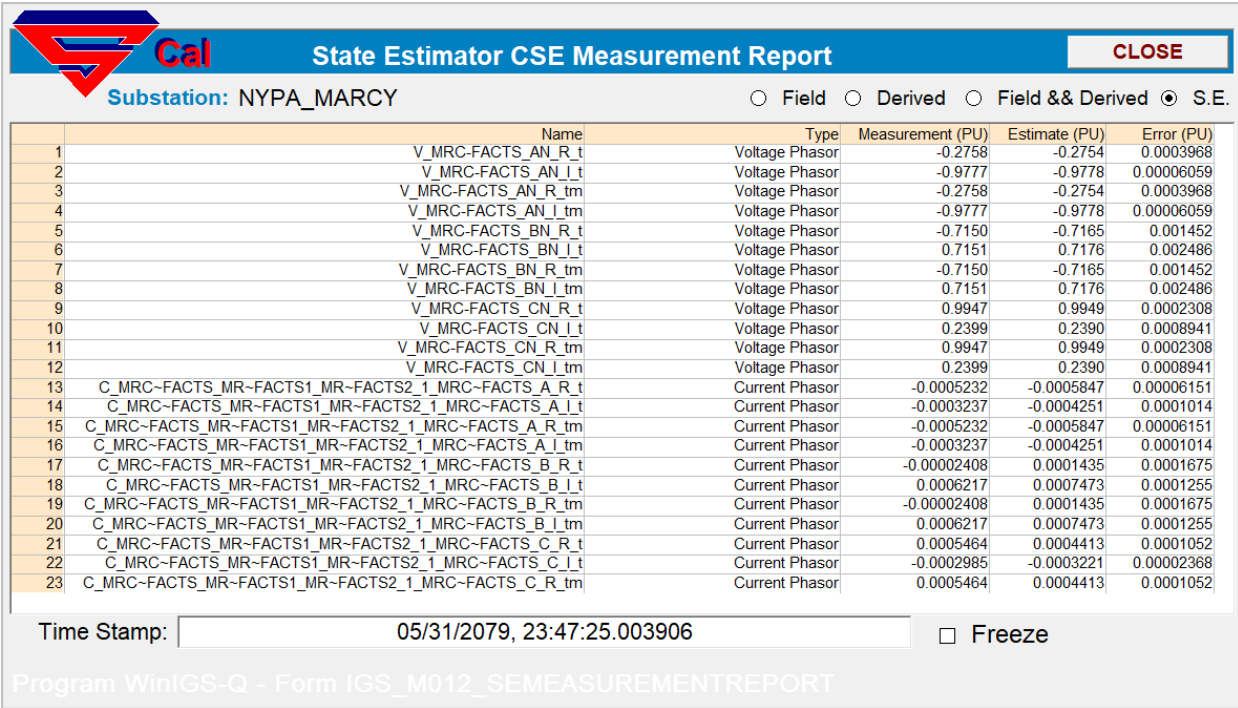 Cal
State Estimator CSE Measurement Report
CLOSE
Substation: NYPA_MARCY
Field Derived Field && Derived S.E.
Name Type Measurement (PU) Estimate (PU) Error (PU)
1 V_MRC-FACTS_AN_R_t Voltage Phasor -0.2758 -0.2754 0.0003968
2 V_MRC-FACTS_AN_I_t Voltage Phasor -0.9777 -0.9778 0.00006059
3 V_MRC-FACTS_AN_R_tm Voltage Phasor -0.2758 -0.2754 0.0003968
4 V_MRC-FACTS_AN_I_tm Voltage Phasor -0.9777 -0.9778 0.00006059
5 V_MRC-FACTS_BN_R_t Voltage Phasor -0.7150 -0.7165 0.001452
6 V_MRC-FACTS_BN_I_t Voltage Phasor 0.7151 0.7176 0.002486
7 V_MRC-FACTS_BN_R_tm Voltage Phasor -0.7150 -0.7165 0.001452
8 V_MRC-FACTS_BN_I_tm Voltage Phasor 0.7151 0.7176 0.002486
9 V_MRC-FACTS_CN_R_t Voltage Phasor 0.9947 0.9949 0.0002308
10 V_MRC-FACTS_CN_I_t Voltage Phasor 0.2399 0.2390 0.0008941
11 V_MRC-FACTS_CN_R_tm Voltage Phasor 0.9947 0.9949 0.0002308
12 V_MRC-FACTS_CN_I_tm Voltage Phasor 0.2399 0.2390 0.0008941
13 C_MRC~FACTS_MR~FACTS1_MR~FACTS2_1_MRC~FACTS_A_R_t Current Phasor -0.0005232 -0.0005847 0.00006151
14 C_MRC~FACTS_MR~FACTS1_MR~FACTS2_1_MRC~FACTS_A_I_t Current Phasor -0.0003237 -0.0004251 0.0001014
15 C_MRC~FACTS_MR~FACTS1_MR~FACTS2_1_MRC~FACTS_A_R_tm Current Phasor -0.0005232 -0.0005847 0.00006151
16 C_MRC~FACTS_MR~FACTS1_MR~FACTS2_1_MRC~FACTS_A_I_tm Current Phasor -0.0003237 -0.0004251 0.0001014
17 C_MRC~FACTS_MR~FACTS1_MR~FACTS2_1_MRC~FACTS_B_R_t Current Phasor -0.00002408 0.0001435 0.0001675
18 C_MRC~FACTS_MR~FACTS1_MR~FACTS2_1_MRC~FACTS_B_I_t Current Phasor 0.0006217 0.0007473 0.0001255
19 C_MRC~FACTS_MR~FACTS1_MR~FACTS2_1_MRC~FACTS_B_R_tm Current Phasor -0.00002408 0.0001435 0.0001675
20 C_MRC~FACTS_MR~FACTS1_MR~FACTS2_1_MRC~FACTS_B_I_tm Current Phasor 0.0006217 0.0007473 0.0001255
21 C_MRC~FACTS_MR~FACTS1_MR~FACTS2_1_MRC~FACTS_C_R_t Current Phasor 0.0005464 0.0004413 0.0001052
22 C_MRC~FACTS_MR~FACTS1_MR~FACTS2_1_MRC~FACTS_C_I_t Current Phasor -0.0002985 -0.0003221 0.00002368
23 C_MRC~FACTS_MR~FACTS1_MR~FACTS2_1_MRC~FACTS_C_R_tm Current Phasor 0.0005464 0.0004413 0.0001052
Time Stamp: 05/31/2079, 23:47:25.003906 Freeze
Program WinIGS-Q - Form IGS_M012_SEMEASUREMENTREPORT